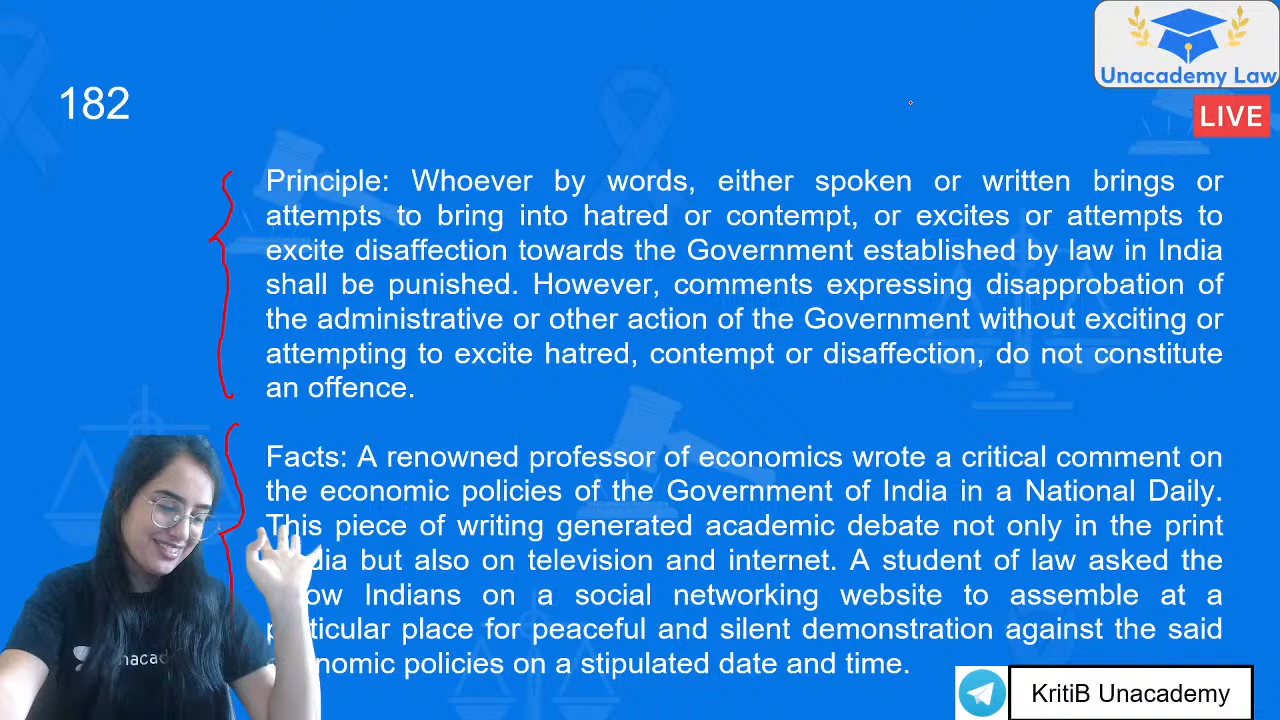 Unacademy Law
LIVE
182
Principle: Whoever by words, either spoken or written brings or
attempts to bring into hatred or contempt, or excites or attempts to
excite disaffection towards the Government established by law in India
shall be punished. However, comments expressing disapprobation of
the administrative or other action of the Government without exciting or
attempting to excite hatred, contempt or disaffection, do not constitute
an offence.
Facts: A renowned professor of economics wrote a critical comment on
the economic policies of the Government of India in a National Daily.
This piece of writing generated academic debate not only in the print
but also on television and internet. A student of law asked the
Indians on a social networking website to assemble at a
place for peaceful and silent demonstration against the said
policies on a stipulated date and time.
KritiB Unacademy